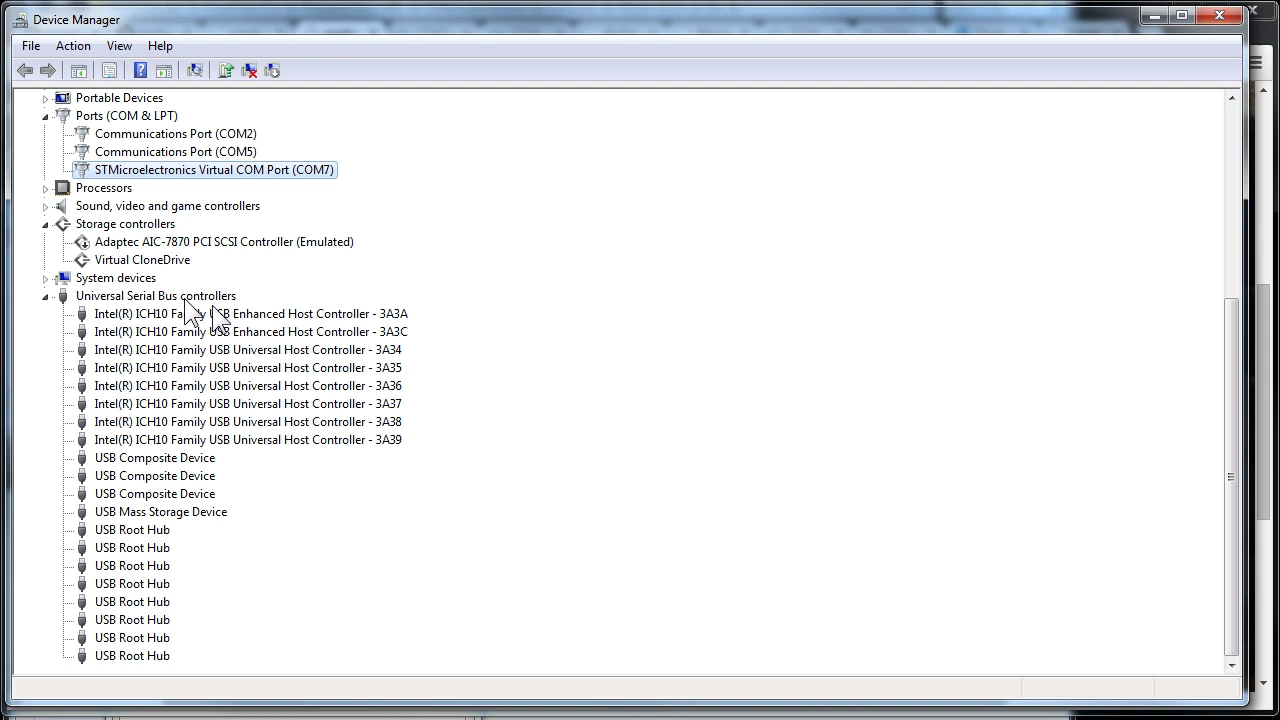 Device Manager
File Action View Help
Portable Devices
Ports (COM & LPT)
Communications Port (COM2)
Communications Port (COM5)
STMicroelectronics Virtual COM Port (COM7)
Processors
Sound, video and game controllers
Storage controllers
Adaptec AIC-7870 PCI SCSI Controller (Emulated)
Virtual CloneDrive
System devices
Universal Serial Bus controllers
Intel(R) ICH10 Family USB Enhanced Host Controller - 3A3A
Intel(R) ICH10 Family USB Enhanced Host Controller - 3A3C
Intel(R) ICH10 Family USB Universal Host Controller - 3A34
Intel(R) ICH10 Family USB Universal Host Controller - 3A35
Intel(R) ICH10 Family USB Universal Host Controller - 3A36
Intel(R) ICH10 Family USB Universal Host Controller - 3A37
Intel(R) ICH10 Family USB Universal Host Controller - 3A38
Intel(R) ICH10 Family USB Universal Host Controller - 3A39
USB Composite Device
USB Composite Device
USB Composite Device
USB Mass Storage Device
USB Root Hub
USB Root Hub
USB Root Hub
USB Root Hub
USB Root Hub
USB Root Hub
USB Root Hub
USB Root Hub